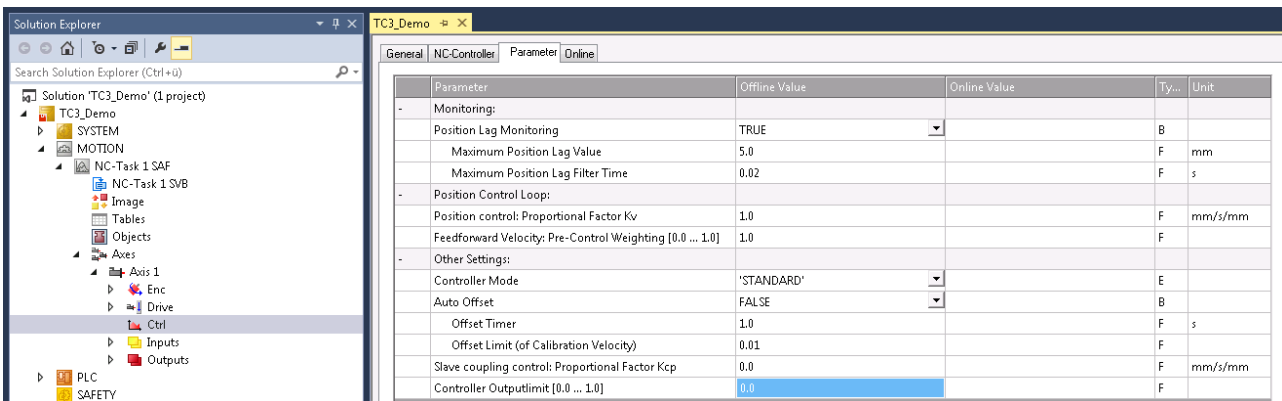 Solution Explorer
Search Solution Explorer (Ctrl+ü)
Solution 'TC3_Demo' (1 project)
TC3_Demo
SYSTEM
MOTION
NC-Task 1 SAF
NC-Task 1 SVB
Image
Tables
Objects
Axes
Axis 1
Enc
Drive
Ctrl
Inputs
Outputs
PLC
SAFETY
TC3_Demo
General NC-Controller Parameter Online
Parameter Offline Value Online Value Ty... Unit
- Monitoring:
Position Lag Monitoring TRUE B
Maximum Position Lag Value 5.0 F mm
Maximum Position Lag Filter Time 0.02 F s
- Position Control Loop:
Position control: Proportional Factor Kv 1.0 F mm/s/mm
Feedforward Velocity: Pre-Control Weighting [0.0 ... 1.0] 1.0 F
- Other Settings:
Controller Mode 'STANDARD' E
Auto Offset FALSE B
Offset Timer 1.0 F s
Offset Limit (of Calibration Velocity) 0.01 F
Slave coupling control: Proportional Factor Kcp 0.0 F mm/s/mm
Controller Outputlimit [0.0 ... 1.0] 0.0 F